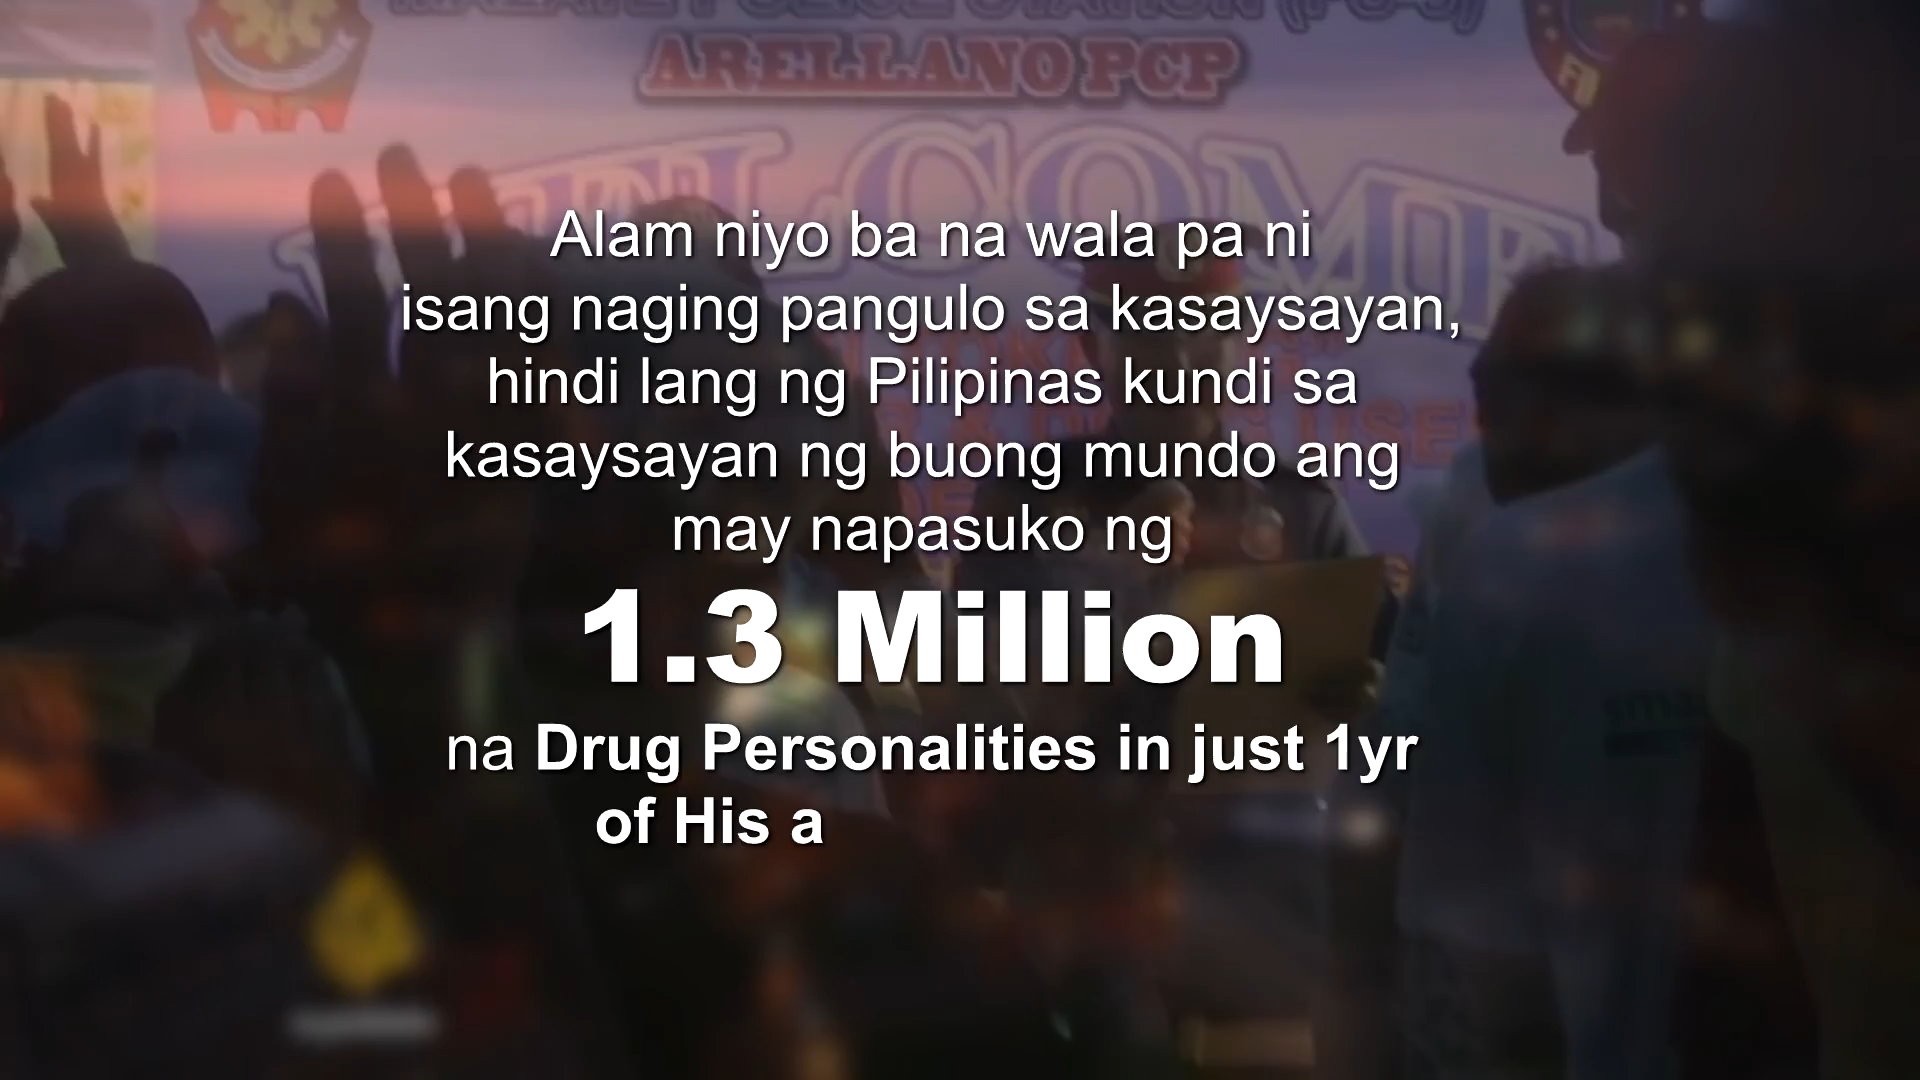 ARELLANO PCP
WELCOME
Alam niyo ba na wala pa ni
isang naging pangulo sa kasaysayan,
hindi lang ng Pilipinas kundi sa
kasaysayan ng buong mundo ang
may napasuko ng
1.3 Million
na Drug Personalities in just 1yr
of His a